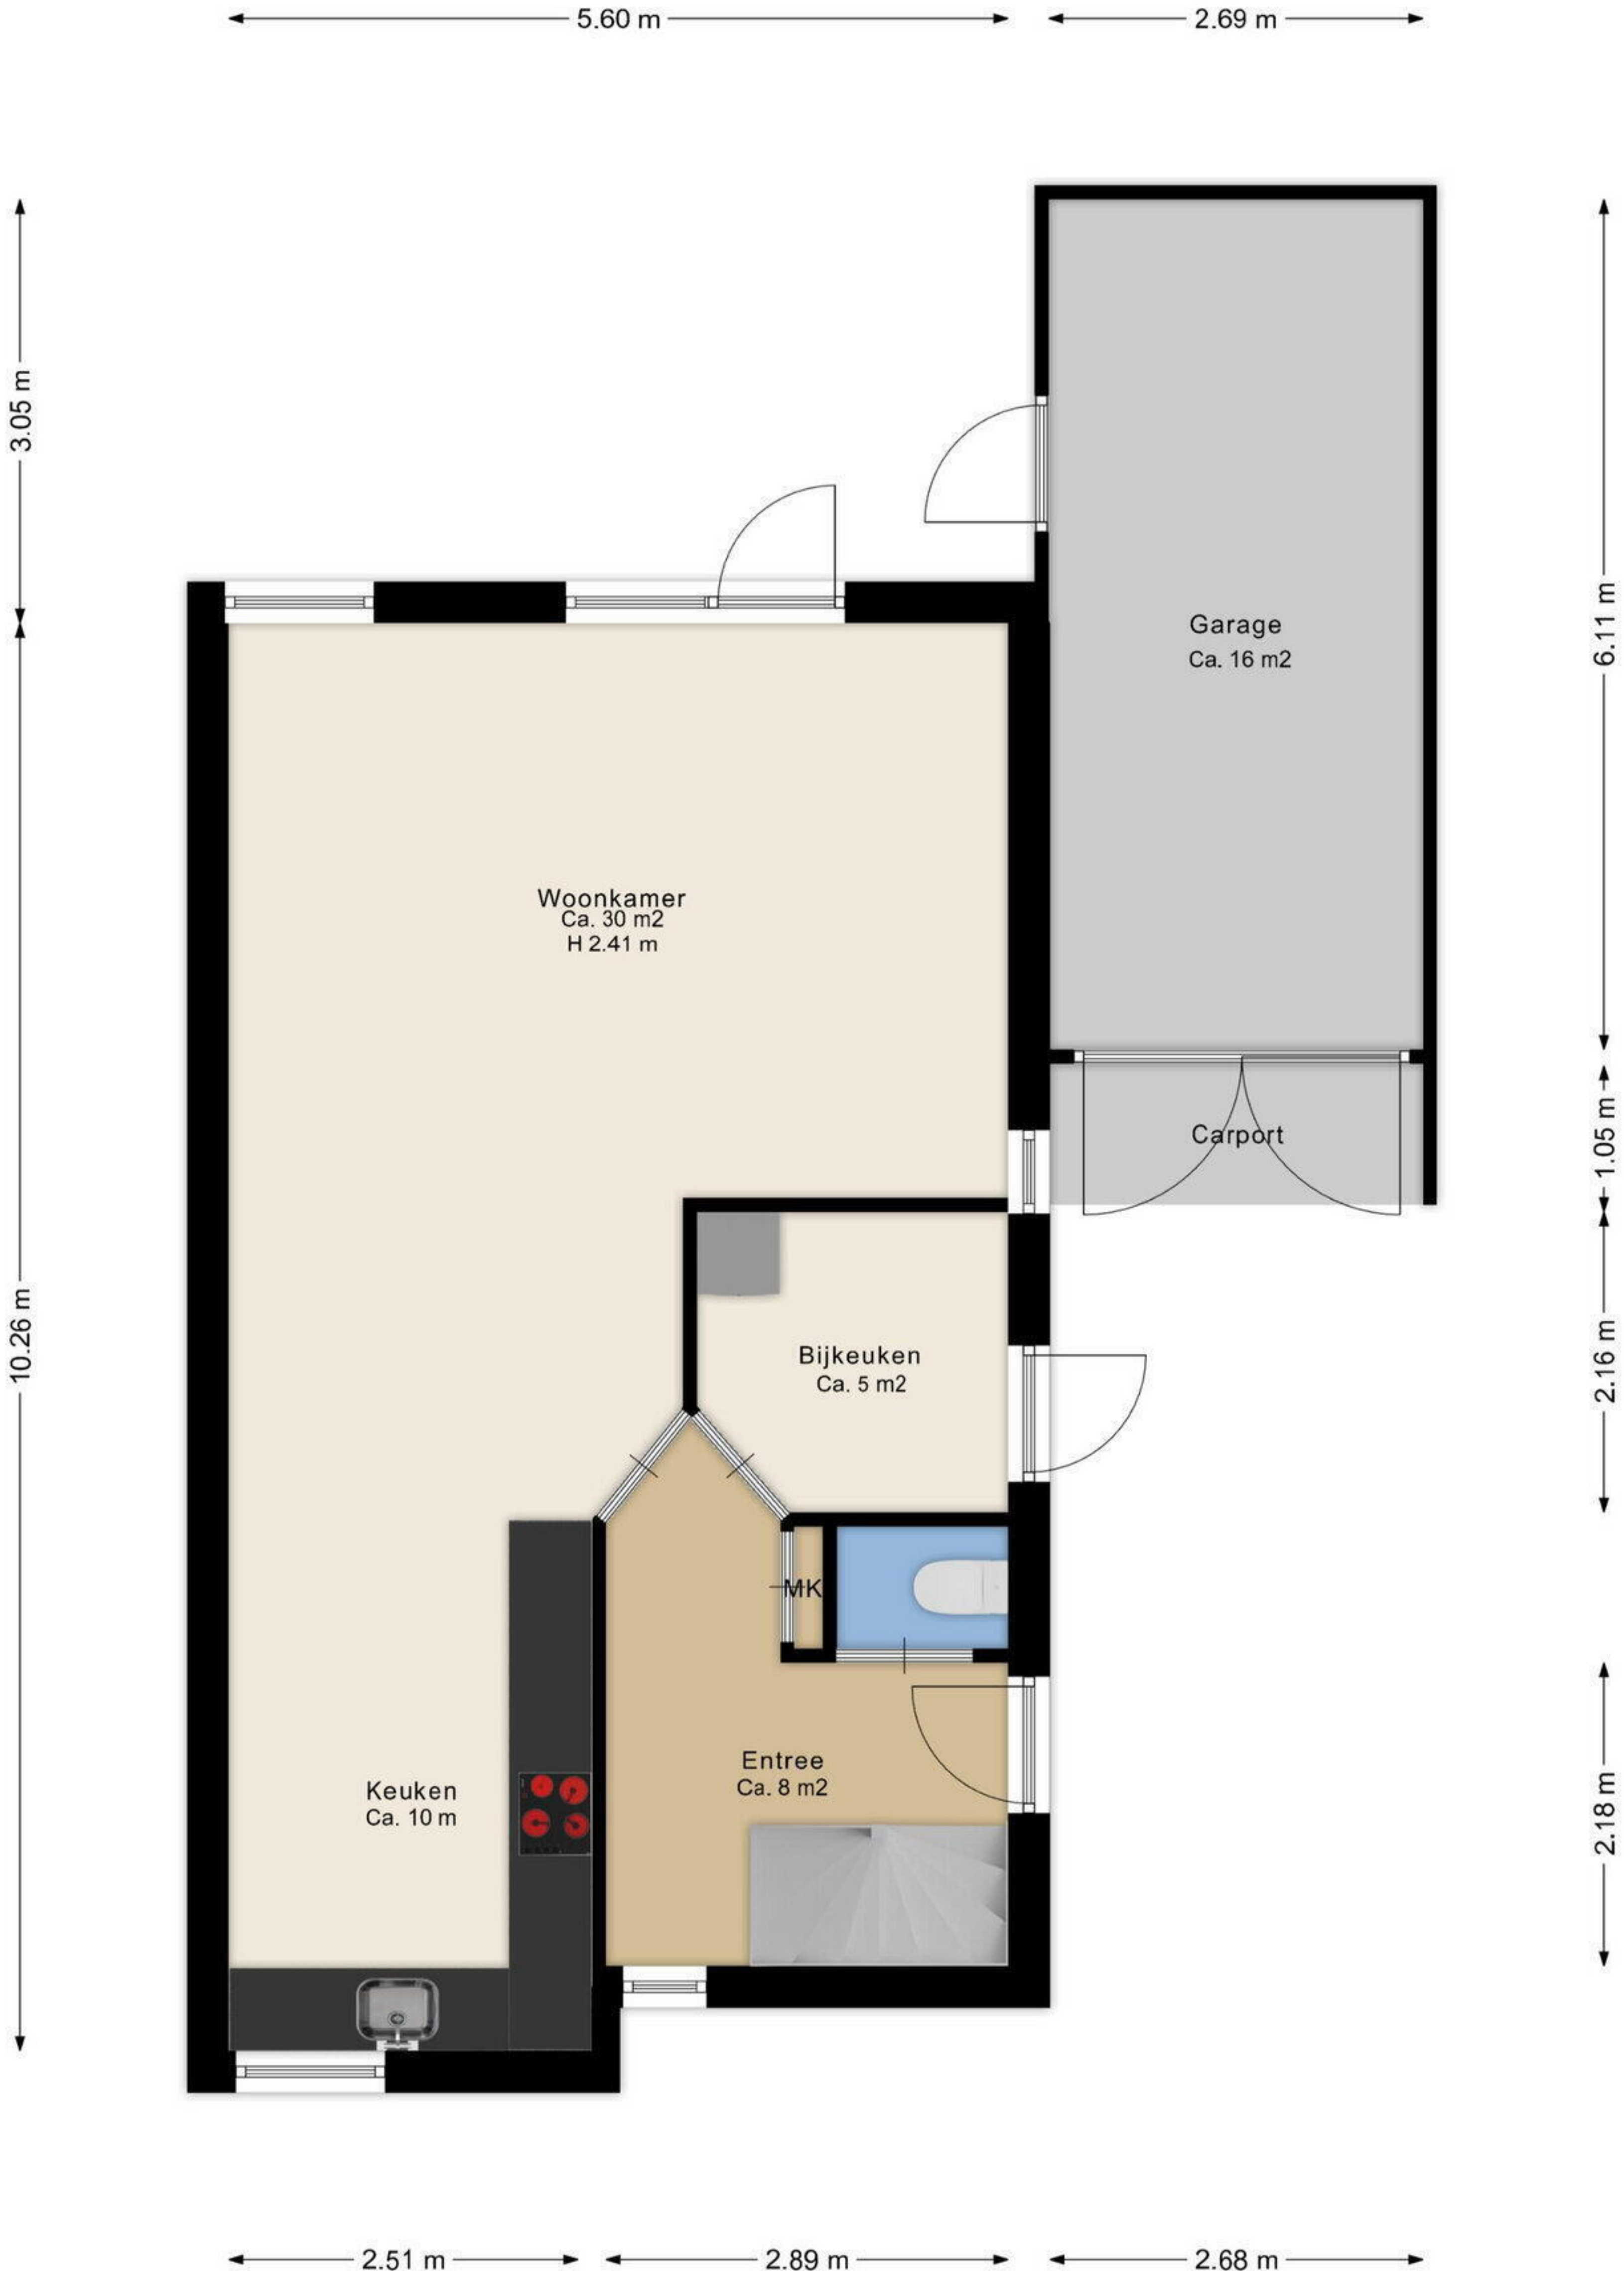 5.60 m
2.69 m
3.05 m
6.11 m
Garage
Ca. 16 m2
Woonkamer
Ca. 30 m2
H 2.41 m
Carport
1.05 m
10.26 m
Bijkeuken
Ca. 5 m2
2.16 m
MK
Entree
Ca. 8 m2
Keuken
Ca. 10 m
2.18 m
2.51 m
2.89 m
2.68 m